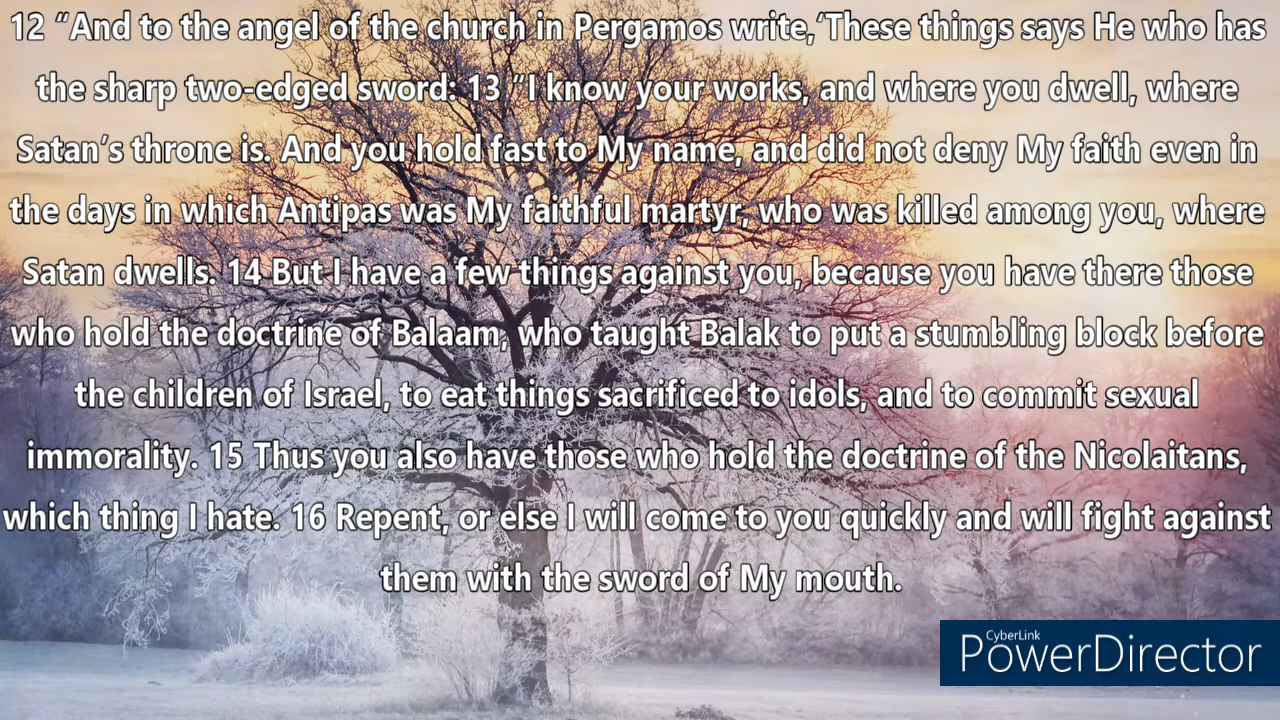 12 “And to the angel of the church in Pergamos write,‘These things says He who has
the sharp two-edged sword: 13 “I know your works, and where you dwell, where
Satan’s throne is. And you hold fast to My name, and did not deny My faith even in
the days in which Antipas was My faithful martyr, who was killed among you, where
Satan dwells. 14 But I have a few things against you, because you have there those
who hold the doctrine of Balaam, who taught Balak to put a stumbling block before
the children of Israel, to eat things sacrificed to idols, and to commit sexual
immorality. 15 Thus you also have those who hold the doctrine of the Nicolaitans,
which thing I hate. 16 Repent, or else I will come to you quickly and will fight against
them with the sword of My mouth.
CyberLink
PowerDirector